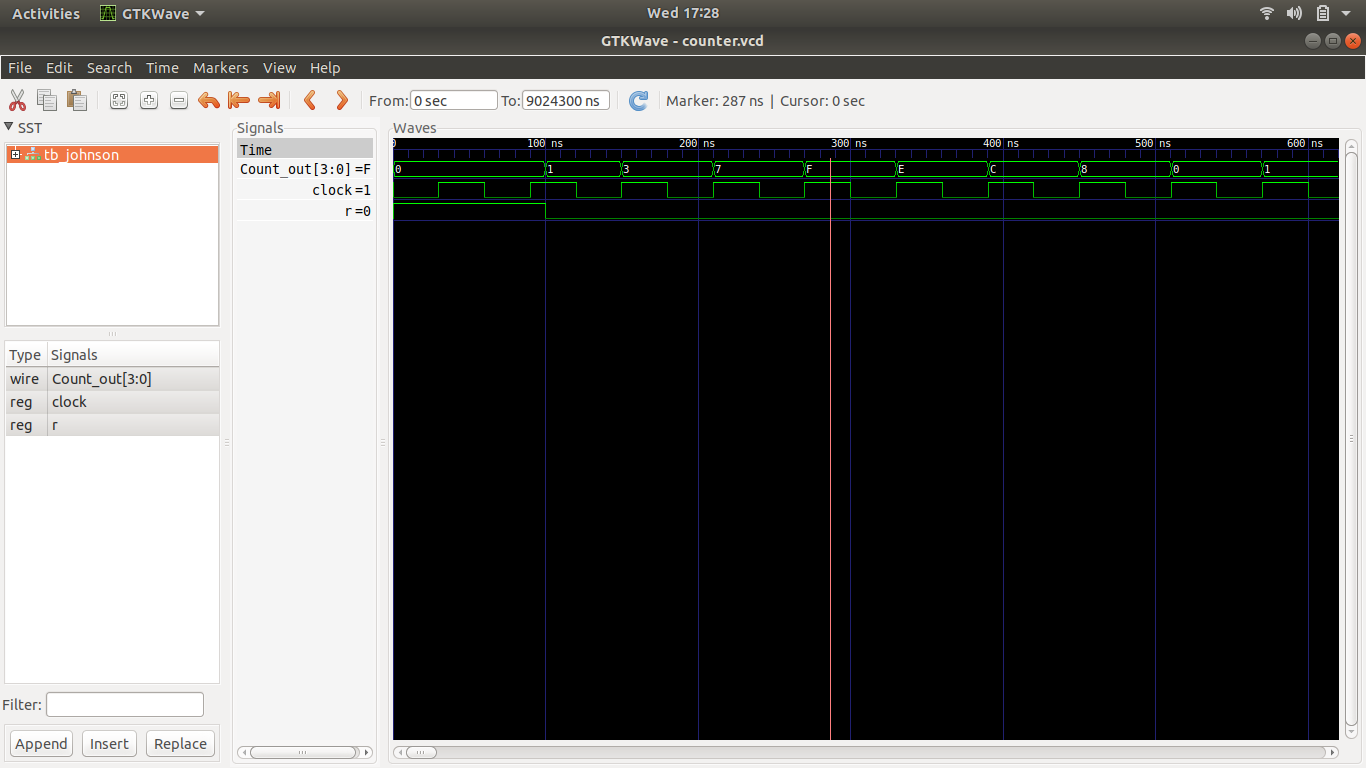 Activities GTKWave Wed 17:28
GTKWave - counter.vcd
File Edit Search Time Markers View Help
From: 0 sec To: 9024300 ns Marker: 287 ns | Cursor: 0 sec
SST
tb_johnson
Type Signals
wire Count_out[3:0]
reg clock
reg r
Filter:
Append Insert Replace
Signals
Time
Count_out[3:0] =F
clock =1
r =0
Waves
0 100 ns 200 ns 300 ns 400 ns 500 ns 600 ns
0 1 3 7 F E C 8 0 1